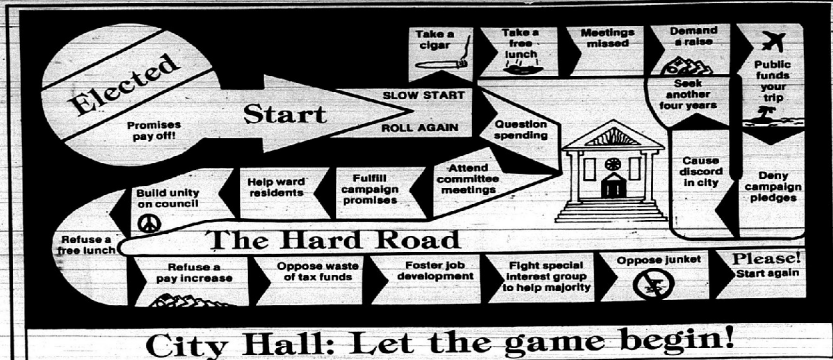 Elected
Promises
pay off!
Start
SLOW START
ROLL AGAIN
Take a
cigar
Take a
free
lunch
Meetings
missed
Demand
a raise
Public
funds
your
trip
Deny
campaign
pledges
Cause
discord
in city
Seek
another
four years
Question
spending
Attend
committee
meetings
Fulfill
campaign
promises
Help ward
residents
Build unity
on council
Refuse a
free lunch
The Hard Road
Refuse a
pay increase
Oppose waste
of tax funds
Foster job
development
Fight special
interest group
to help majority
Oppose junket
Please!
Start again
City Hall: Let the game begin!